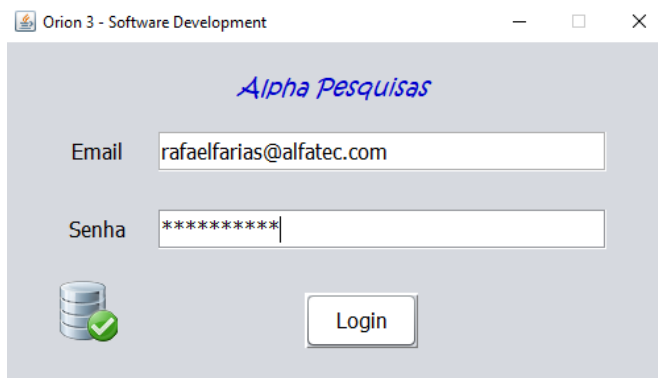 Orion 3 - Software Development
Alpha Pesquisas
Email rafaelfarias@alfatec.com
Senha **********
Login